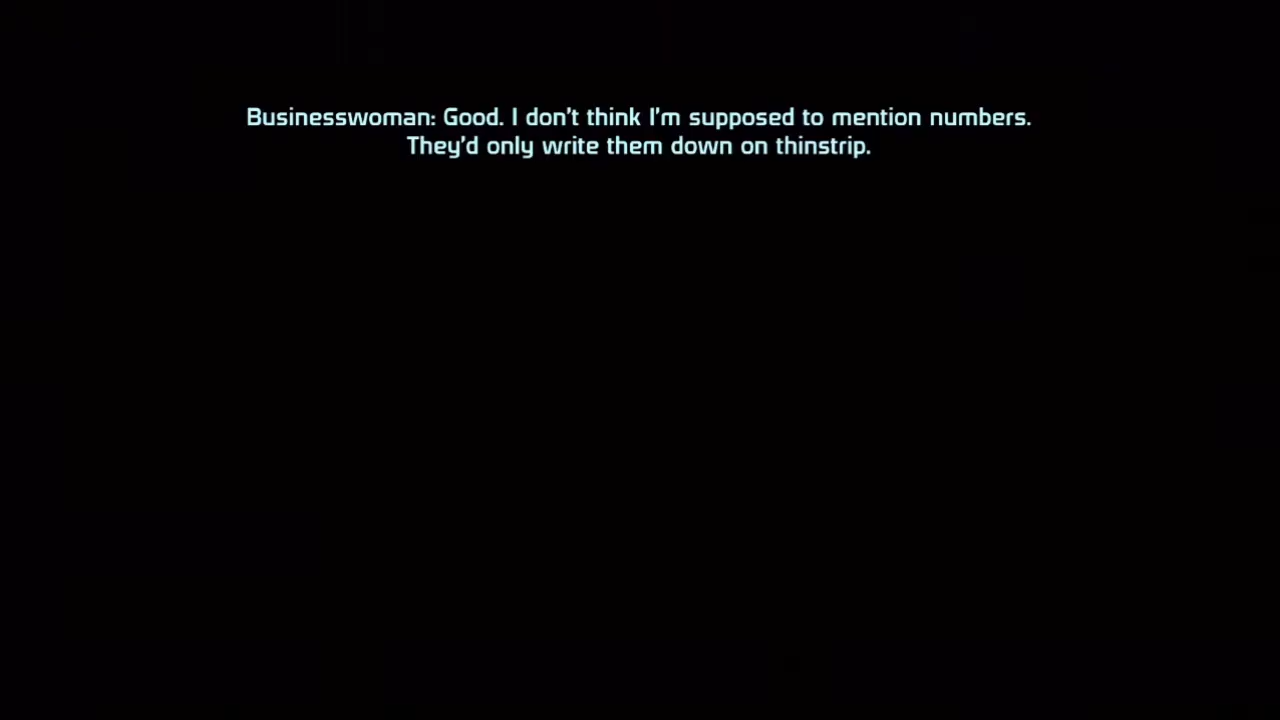 Businesswoman: Good. I don't think I'm supposed to mention numbers.
They'd only write them down on thinstrip.